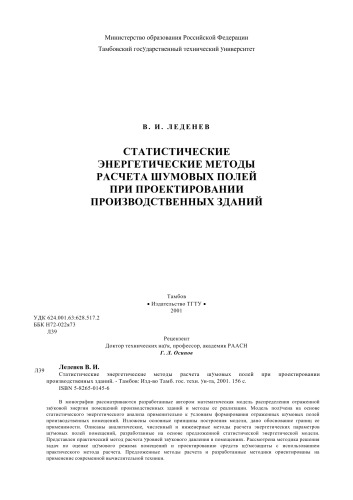 Министерство образования Российской Федерации
Тамбовский государственный технический университет
В. И. ЛЕДЕНЕВ
СТАТИСТИЧЕСКИЕ
ЭНЕРГЕТИЧЕСКИЕ МЕТОДЫ
РАСЧЕТА ШУМОВЫХ ПОЛЕЙ
ПРИ ПРОЕКТИРОВАНИИ
ПРОИЗВОДСТВЕННЫХ ЗДАНИЙ
Тамбов
• Издательство ТГТУ •
2001
УДК 624.001.63:628.517.2
ББК Н72-022я73
Л39
Рецензент
Доктор технических наук, профессор, академик РААСН
Г. Л. Осипов
Л39
Леденев В. И.
Статистические энергетические методы расчета шумовых полей при проектировании
производственных зданий. - Тамбов: Изд-во Тамб. гос. техн. ун-та, 2001. 156 с.
ISBN 5-8265-0145-6
В монографии рассматриваются разработанные автором математическая модель распределения отраженной
звуковой энергии помещений производственных зданий и методы ее реализации. Модель получена на основе
статистического энергетического анализа применительно к условиям формирования отраженных шумовых полей
производственных помещений. Изложены основные принципы построения модели, дано обоснование границ ее
применимости. Описаны аналитические, численный и инженерные методы расчета энергетических параметров
шумовых полей, разработанные на основе предложенной статистической энергетической модели.
Представлен практический метод расчета уровней звукового давления в помещениях. Рассмотрена методика решения
задач по оценке шумового режима помещений и проектированию средств шумозащиты с использованием
практического метода расчета. Предложенные методы расчета и разработанные методики ориентированы на
применение современной вычислительной техники.